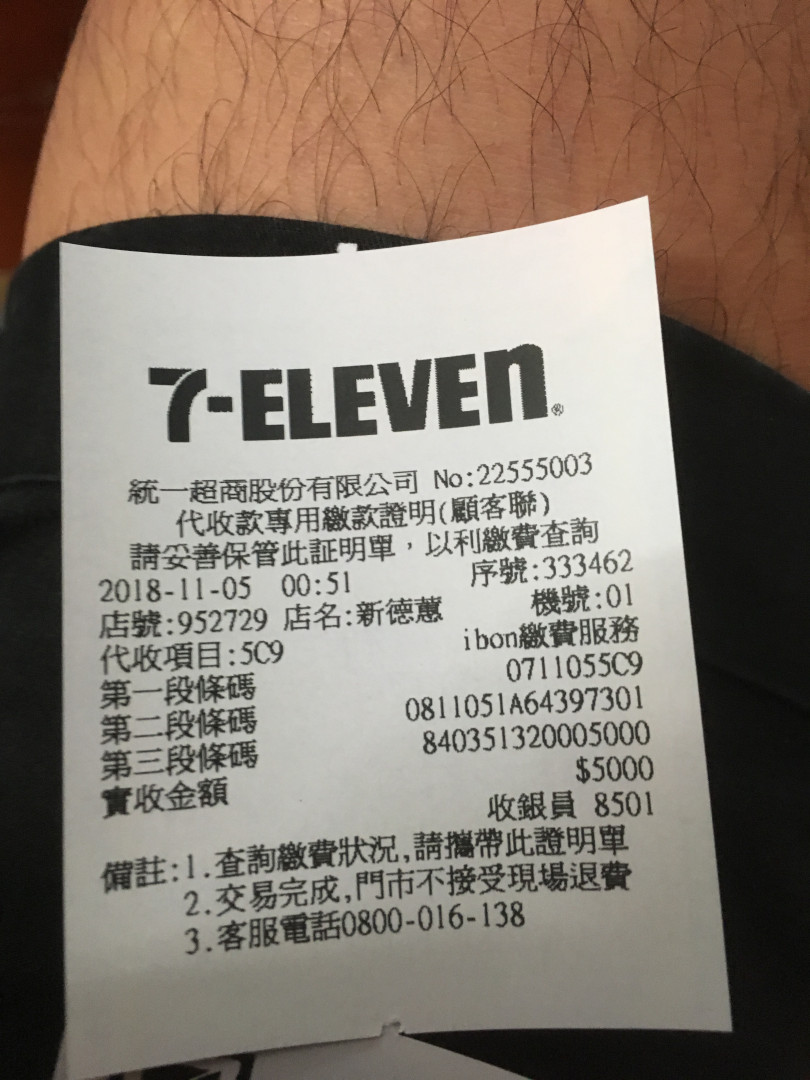 7-ELEVEn®
統一超商股份有限公司 No:22555003
代收款專用繳款證明(顧客聯)
請妥善保管此証明單，以利繳費查詢
2018-11-05 00:51 序號:333462
店號:952729 店名:新德蕙 機號:01
代收項目:5C9 ibon繳費服務
第一段條碼 0711055C9
第二段條碼 0811051A64397301
第三段條碼 840351320005000
實收金額 $5000
收銀員 8501
備註:1.查詢繳費狀況,請攜帶此證明單
2.交易完成,門市不接受現場退費
3.客服電話0800-016-138